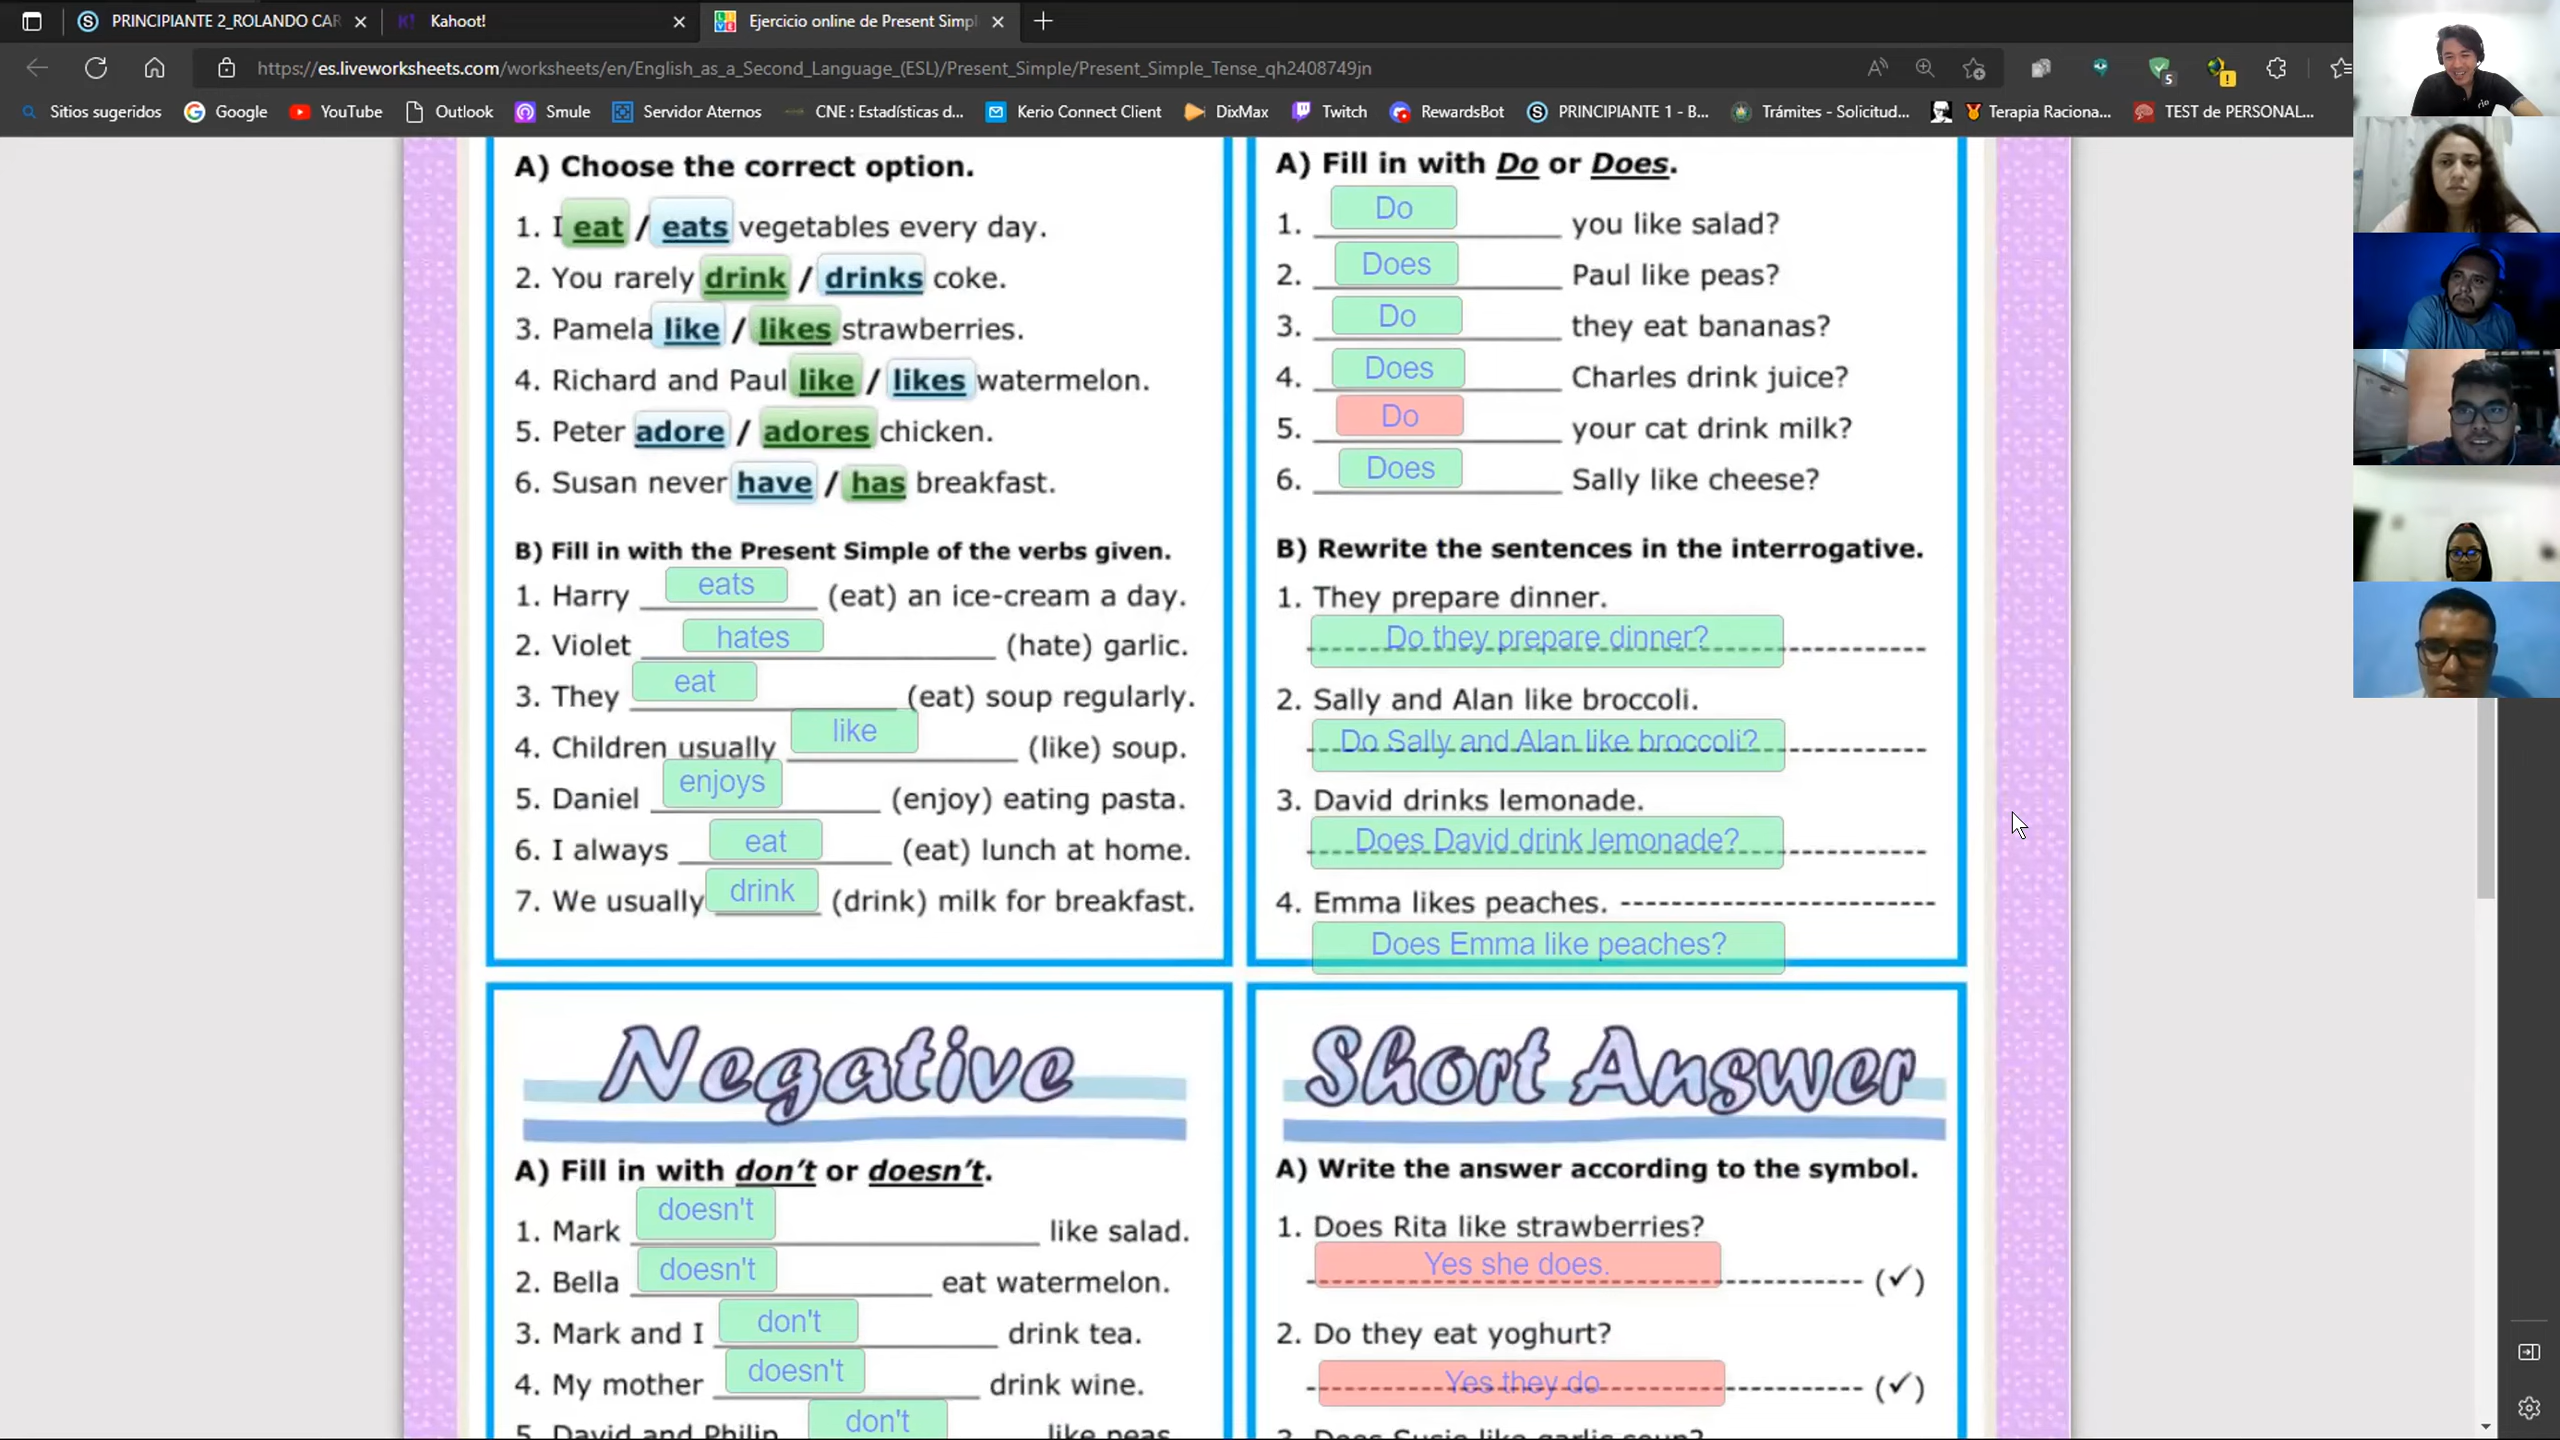 PRINCIPIANTE 2_ROLANDO CAR
Kahoot!
Ejercicio online de Present Simpl
https://es.liveworksheets.com/worksheets/en/English_as_a_Second_Language_(ESL)/Present_Simple/Present_Simple_Tense_qh2408749jn
5
Sitios sugeridos Google YouTube Outlook Smule Servidor Aternos CNE : Estadísticas d... Kerio Connect Client DixMax Twitch RewardsBot PRINCIPIANTE 1 - B... Trámites - Solicitud... Terapia Raciona... TEST de PERSONAL...
A) Choose the correct option.
1. I eat / eats vegetables every day.
2. You rarely drink / drinks coke.
3. Pamela like / likes strawberries.
4. Richard and Paul like / likes watermelon.
5. Peter adore / adores chicken.
6. Susan never have / has breakfast.
B) Fill in with the Present Simple of the verbs given.
1. Harry eats (eat) an ice-cream a day.
2. Violet hates (hate) garlic.
3. They eat (eat) soup regularly.
4. Children usually like (like) soup.
5. Daniel enjoys (enjoy) eating pasta.
6. I always eat (eat) lunch at home.
7. We usually drink (drink) milk for breakfast.
A) Fill in with Do or Does.
1. Do you like salad?
2. Does Paul like peas?
3. Do they eat bananas?
4. Does Charles drink juice?
5. Do your cat drink milk?
6. Does Sally like cheese?
B) Rewrite the sentences in the interrogative.
1. They prepare dinner.
Do they prepare dinner?
2. Sally and Alan like broccoli.
Do Sally and Alan like broccoli?
3. David drinks lemonade.
Does David drink lemonade?
4. Emma likes peaches.
Does Emma like peaches?
Negative
A) Fill in with don't or doesn't.
1. Mark doesn't like salad.
2. Bella doesn't eat watermelon.
3. Mark and I don't drink tea.
4. My mother doesn't drink wine.
5. David and Philip don't like peas
Short Answer
A) Write the answer according to the symbol.
1. Does Rita like strawberries?
Yes she does. (✓)
2. Do they eat yoghurt?
Yes they do (✓)
3. Does Susie like garlic soup?